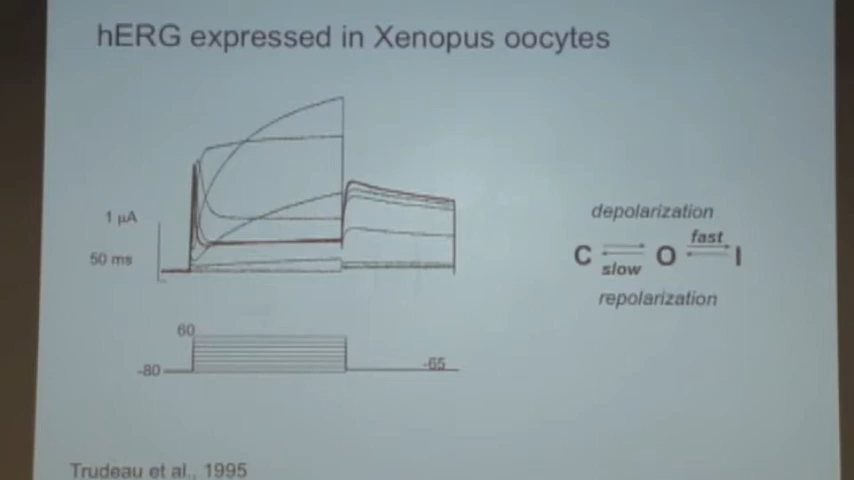 hERG expressed in Xenopus oocytes
1 µA
50 ms
60
-80
-65
depolarization
C O I
fast
slow
repolarization
Trudeau et al., 1995